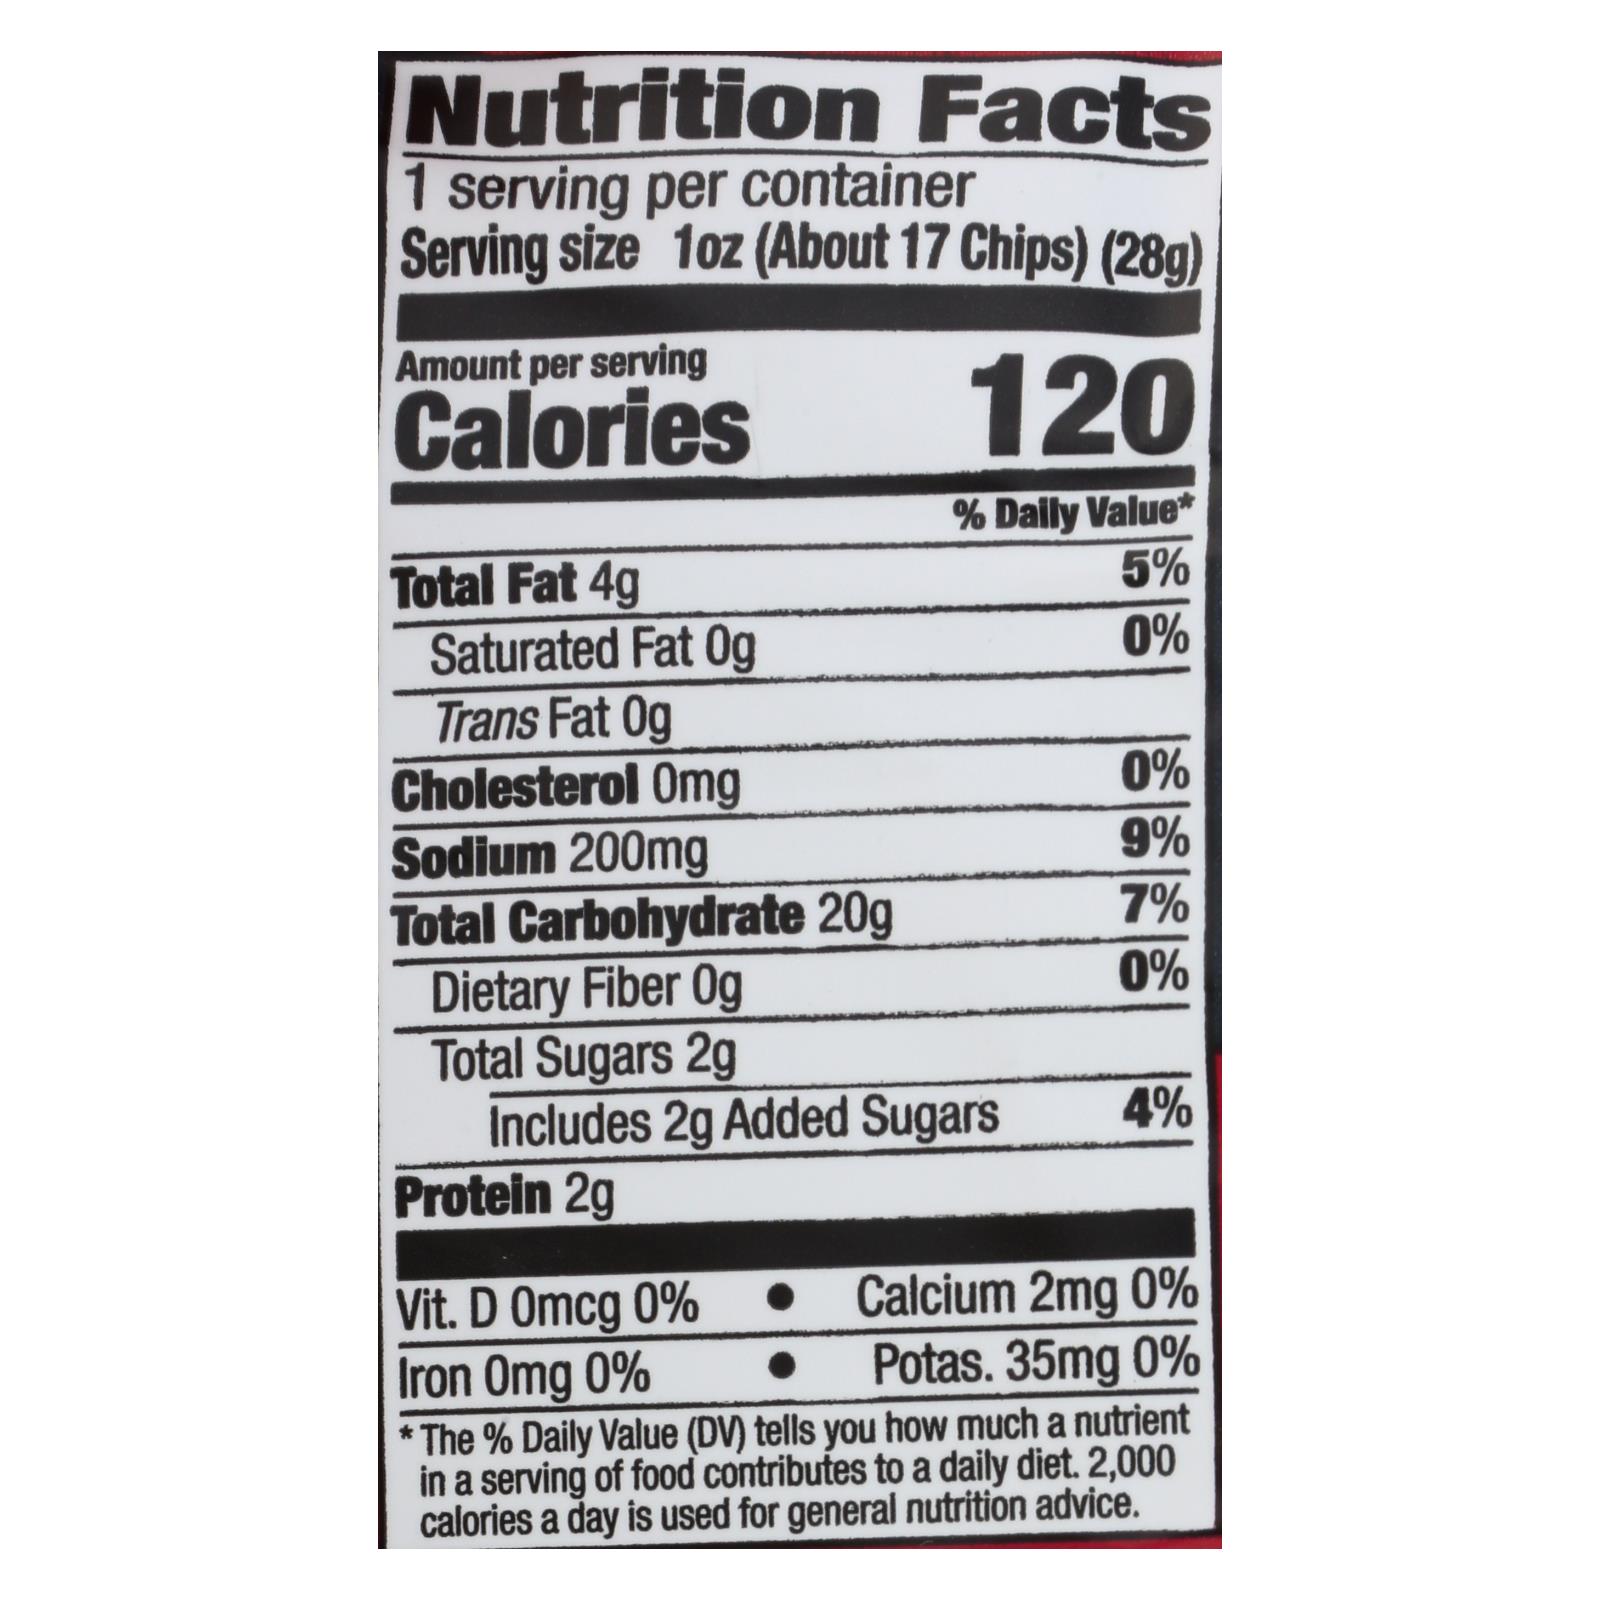 Nutrition Facts
1 serving per container
Serving size 1oz (About 17 Chips) (28g)
Amount per serving
Calories 120
% Daily Value*
Total Fat 4g 5%
Saturated Fat 0g 0%
Trans Fat 0g
Cholesterol 0mg 0%
Sodium 200mg 9%
Total Carbohydrate 20g 7%
Dietary Fiber 0g 0%
Total Sugars 2g
Includes 2g Added Sugars 4%
Protein 2g
Vit. D 0mcg 0% • Calcium 2mg 0%
Iron 0mg 0% • Potas. 35mg 0%
* The % Daily Value (DV) tells you how much a nutrient
in a serving of food contributes to a daily diet. 2,000
calories a day is used for general nutrition advice.